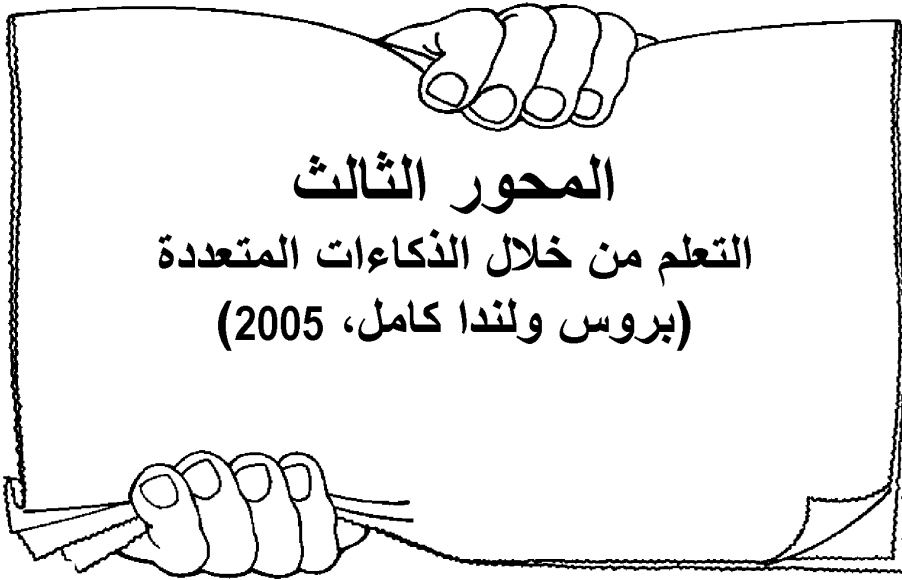 المحور الثالث
التعلم من خلال الذكاءات المتعددة
(بروس ولندا كامل، 2005)